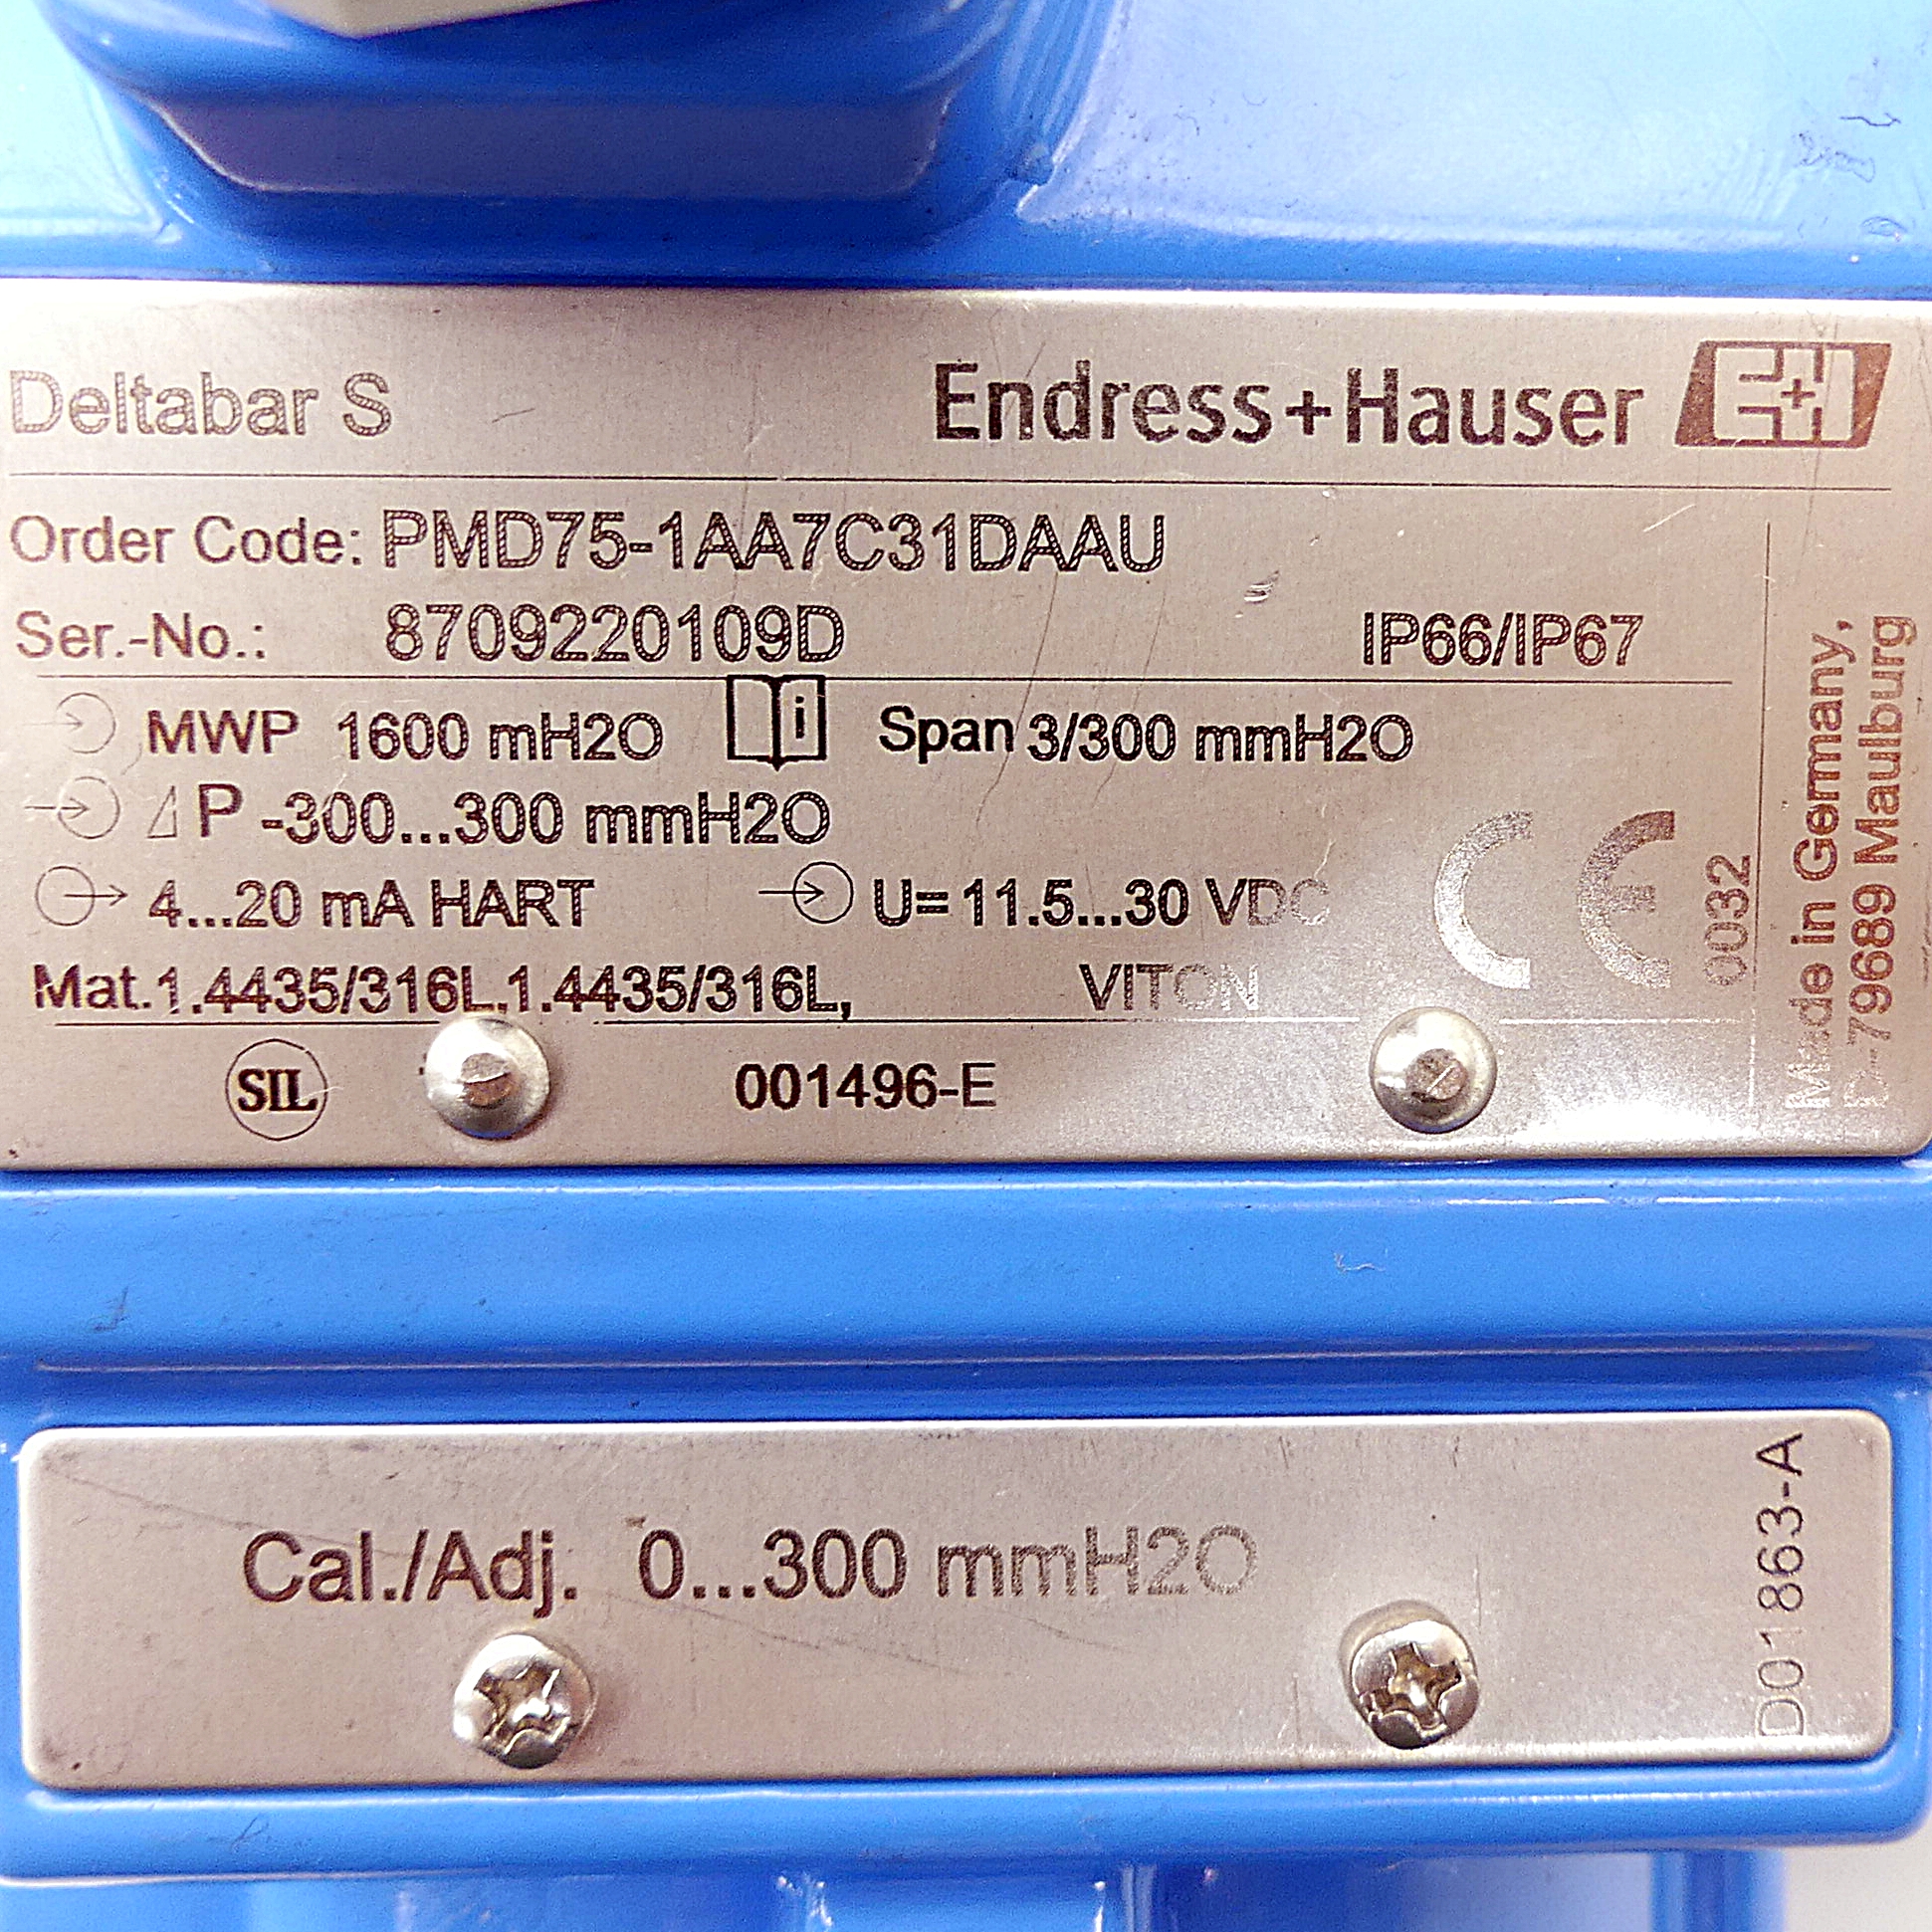 Deltabar S
Endress+Hauser
Order Code: PMD75-1AA7C31DAAU
Ser.-No.: 8709220109D IP66/IP67
MWP 1600 mH2O i Span 3/300 mmH2O
⊿P -300...300 mmH2O
4...20 mA HART U= 11.5...30 VDC
Mat.1.4435/316L,1.4435/316L, VITON
SIL 001496-E
CE 0032
Made in Germany,
D-79689 Maulburg
Cal./Adj. 0...300 mmH2O
D01863-A